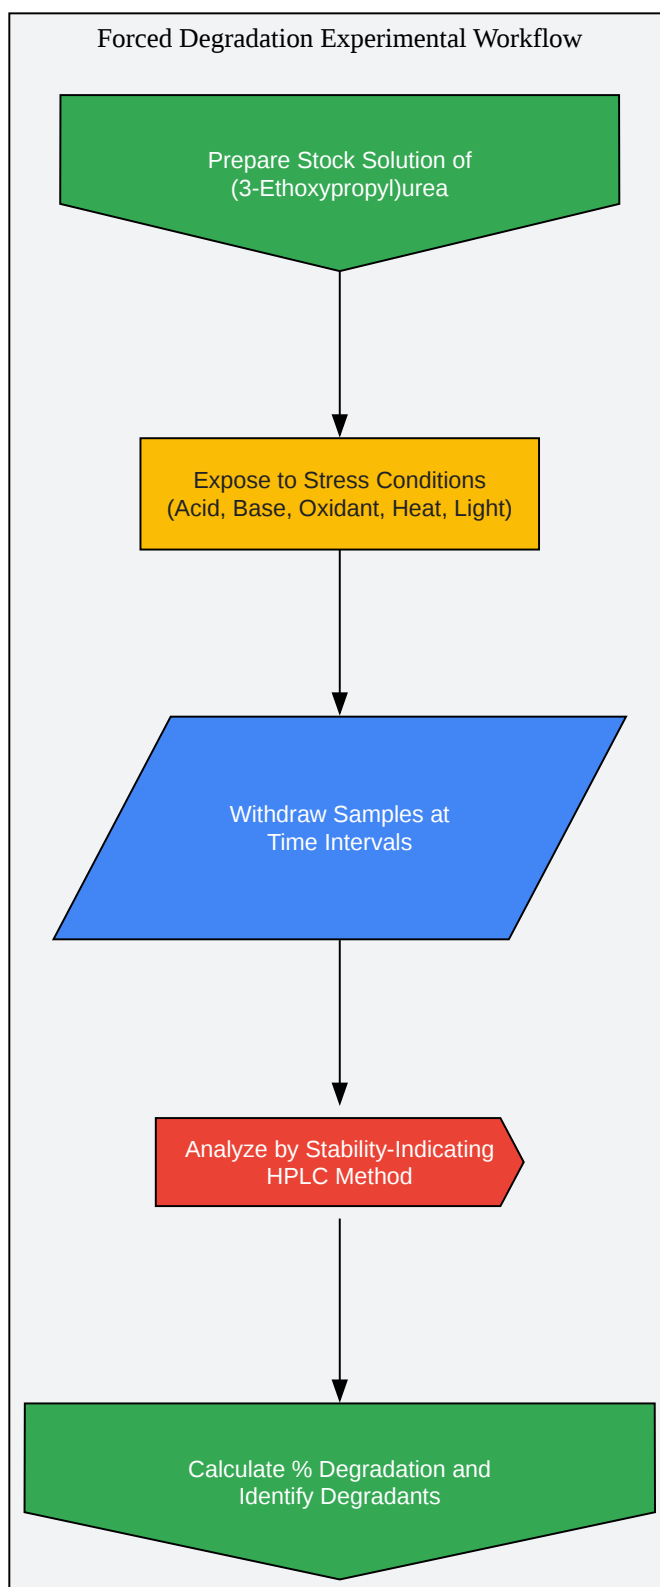 Forced Degradation Experimental Workflow
Prepare Stock Solution of
(3-Ethoxypropyl)urea
Expose to Stress Conditions
(Acid, Base, Oxidant, Heat, Light)
Withdraw Samples at
Time Intervals
Analyze by Stability-Indicating
HPLC Method
Calculate % Degradation and
Identify Degradants